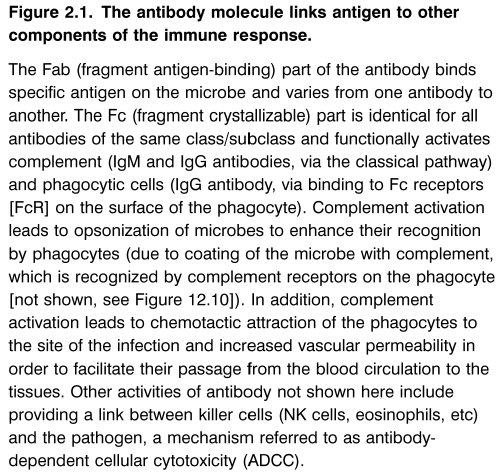 Figure 2.1. The antibody molecule links antigen to other
components of the immune response.
The Fab (fragment antigen-binding) part of the antibody binds
specific antigen on the microbe and varies from one antibody to
another. The Fc (fragment crystallizable) part is identical for all
antibodies of the same class/subclass and functionally activates
complement (IgM and IgG antibodies, via the classical pathway)
and phagocytic cells (IgG antibody, via binding to Fc receptors
[FcR] on the surface of the phagocyte). Complement activation
leads to opsonization of microbes to enhance their recognition
by phagocytes (due to coating of the microbe with complement,
which is recognized by complement receptors on the phagocyte
[not shown, see Figure 12.10]). In addition, complement
activation leads to chemotactic attraction of the phagocytes to
the site of the infection and increased vascular permeability in
order to facilitate their passage from the blood circulation to the
tissues. Other activities of antibody not shown here include
providing a link between killer cells (NK cells, eosinophils, etc)
and the pathogen, a mechanism referred to as antibody-
dependent cellular cytotoxicity (ADCC).